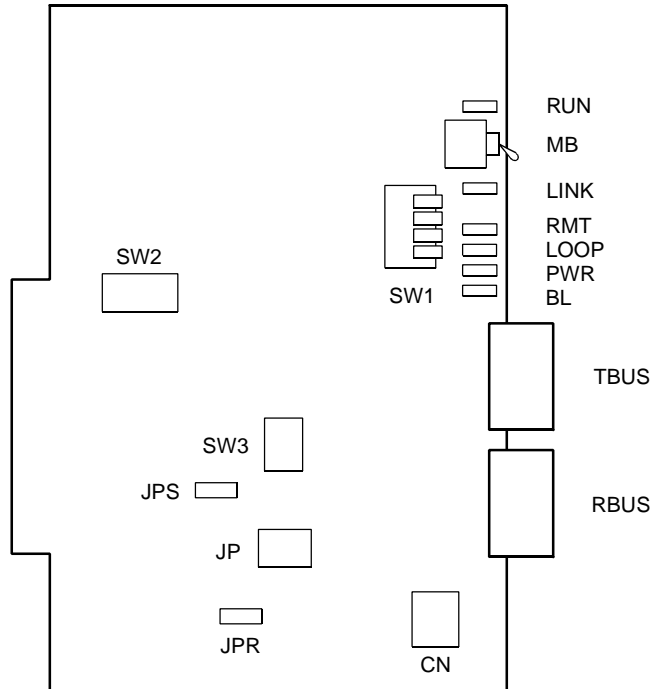 RUN
MB
LINK
RMT
LOOP
PWR
BL
SW2
SW1
TBUS
SW3
JPS
RBUS
JP
JPR
CN